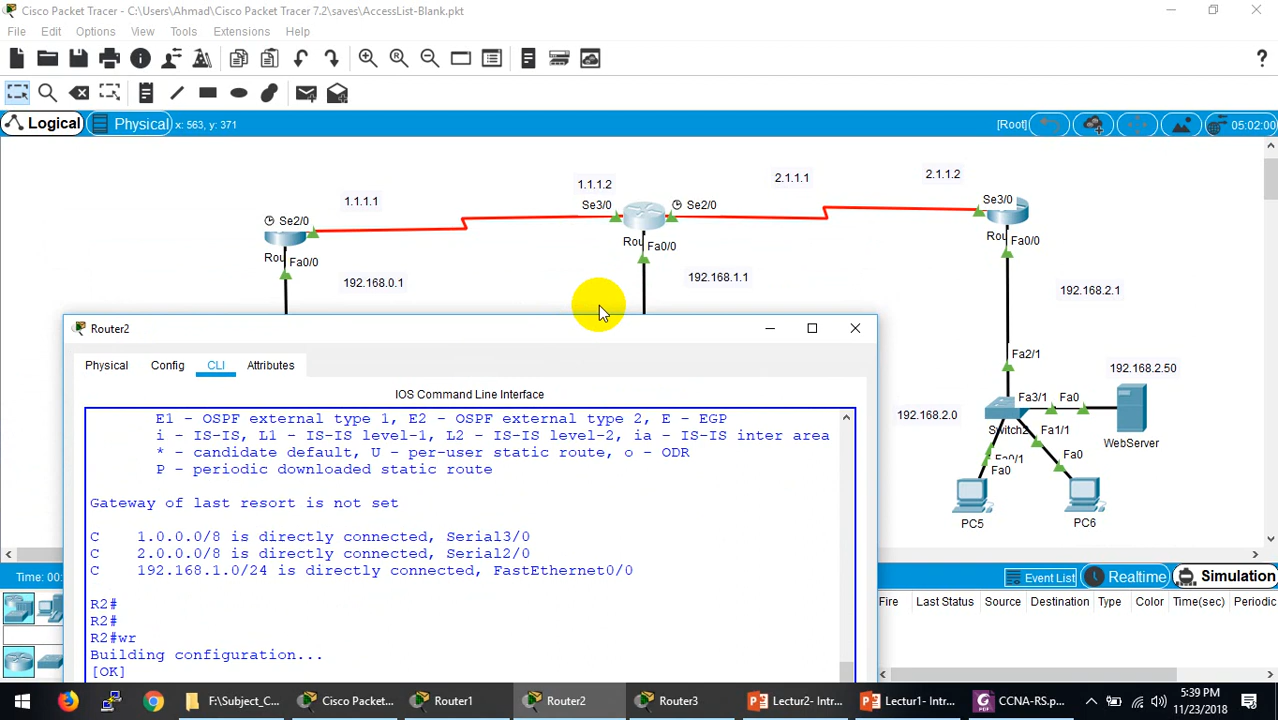 Cisco Packet Tracer - C:\Users\Ahmad\Cisco Packet Tracer 7.2\saves\AccessList-Blank.pkt
File Edit Options View Tools Extensions Help
?
Logical Physical x: 563, y: 371 [Root] 05:02:00
2.1.1.2
2.1.1.1
1.1.1.2
1.1.1.1
Se3/0
Se3/0 Se2/0
Se2/0
Rou Fa0/0
Rou Fa0/0
Rou Fa0/0
192.168.1.1
192.168.0.1
192.168.2.1
Router2
Fa2/1
Physical Config CLI Attributes
192.168.2.50
IOS Command Line Interface
Fa3/1 Fa0
192.168.2.0
Switch2 Fa1/1
WebServer
Fa0/1 Fa0
Fa0
PC5 PC6
E1 - OSPF external type 1, E2 - OSPF external type 2, E - EGP
i - IS-IS, L1 - IS-IS level-1, L2 - IS-IS level-2, ia - IS-IS inter area
* - candidate default, U - per-user static route, o - ODR
P - periodic downloaded static route
Gateway of last resort is not set
C 1.0.0.0/8 is directly connected, Serial3/0
C 2.0.0.0/8 is directly connected, Serial2/0
C 192.168.1.0/24 is directly connected, FastEthernet0/0
R2#
R2#
R2#wr
Building configuration...
[OK]
Time: 00: Event List Realtime Simulation
Fire Last Status Source Destination Type Color Time(sec) Periodic
F:\Subject_C... Cisco Packet... Router1 Router2 Router3 Lectur2- Intr... Lectur1- Intr... CCNA-RS.p...
5:39 PM
11/23/2018